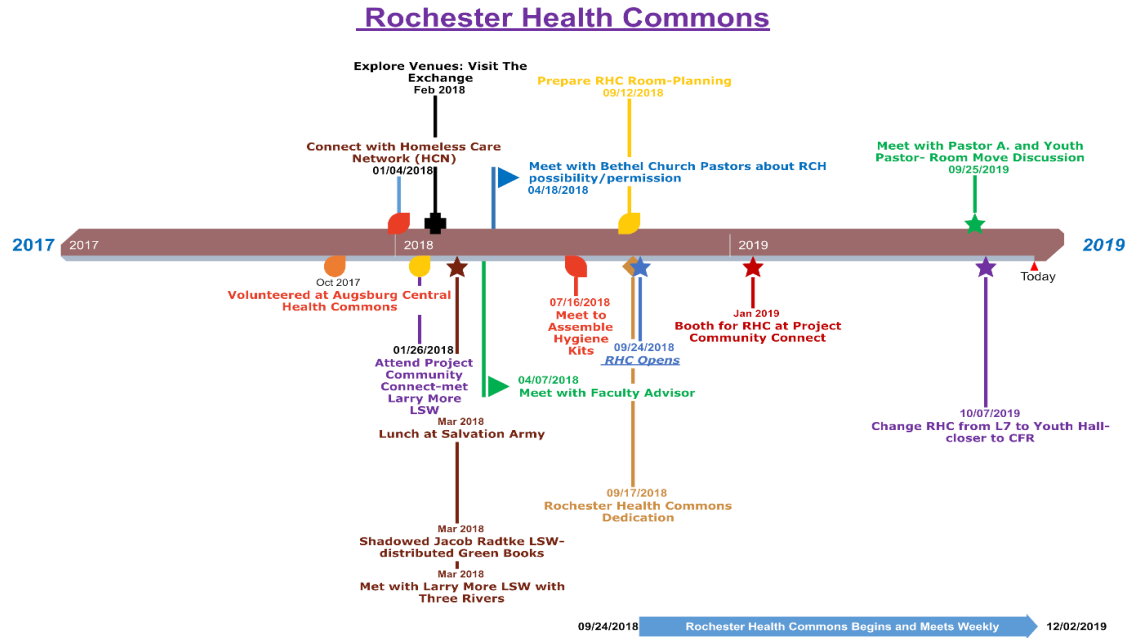 Rochester Health Commons
Explore Venues: Visit The
Exchange
Feb 2018
Prepare RHC Room-Planning
09/12/2018
Connect with Homeless Care
Network (HCN)
01/04/2018
Meet with Bethel Church Pastors about RCH
possibility/permission
04/18/2018
Meet with Pastor A. and Youth
Pastor- Room Move Discussion
09/25/2019
2017
2017
2018
2019
2019
Today
Oct 2017
Volunteered at Augsburg Central
Health Commons
01/26/2018
Attend Project
Community
Connect-met
Larry More
LSW
07/16/2018
Meet to
Assemble
Hygiene
Kits
09/24/2018
RHC Opens
Jan 2019
Booth for RHC at Project
Community Connect
04/07/2018
Meet with Faculty Advisor
Mar 2018
Lunch at Salvation Army
10/07/2019
Change RHC from L7 to Youth Hall-
closer to CFR
09/17/2018
Rochester Health Commons
Dedication
Mar 2018
Shadowed Jacob Radtke LSW-
distributed Green Books
Mar 2018
Met with Larry More LSW with
Three Rivers
09/24/2018
Rochester Health Commons Begins and Meets Weekly
12/02/2019